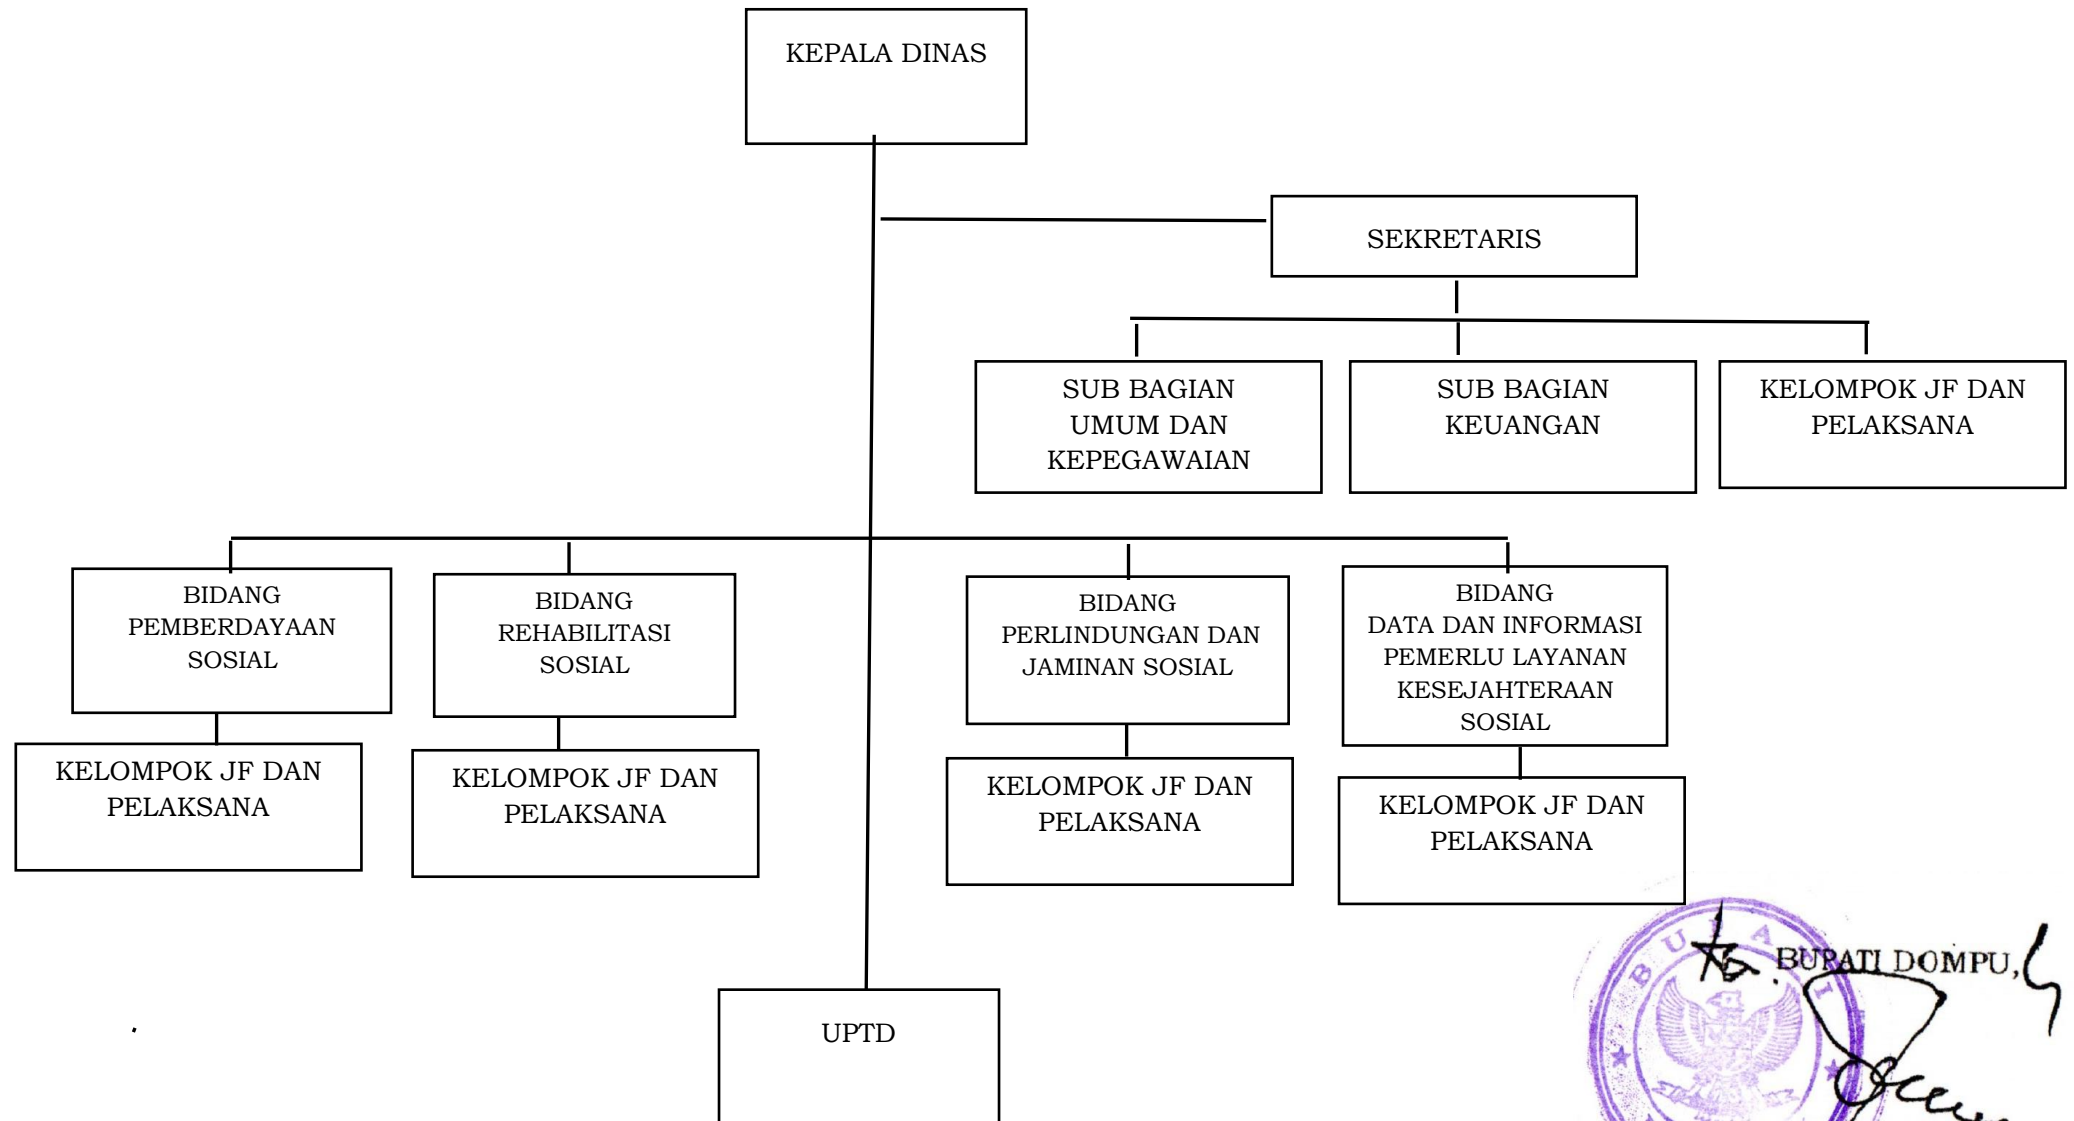 KEPALA DINAS
SEKRETARIS
SUB BAGIAN
UMUM DAN
KEPEGAWAIAN
SUB BAGIAN
KEUANGAN
KELOMPOK JF DAN
PELAKSANA
BIDANG
PEMBERDAYAAN
SOSIAL
BIDANG
REHABILITASI
SOSIAL
BIDANG
PERLINDUNGAN DAN
JAMINAN SOSIAL
BIDANG
DATA DAN INFORMASI
PEMERLU LAYANAN
KESEJAHTERAAN
SOSIAL
KELOMPOK JF DAN
PELAKSANA
KELOMPOK JF DAN
PELAKSANA
KELOMPOK JF DAN
PELAKSANA
KELOMPOK JF DAN
PELAKSANA
UPTD
BUPATI DOMPU,
BUPATI